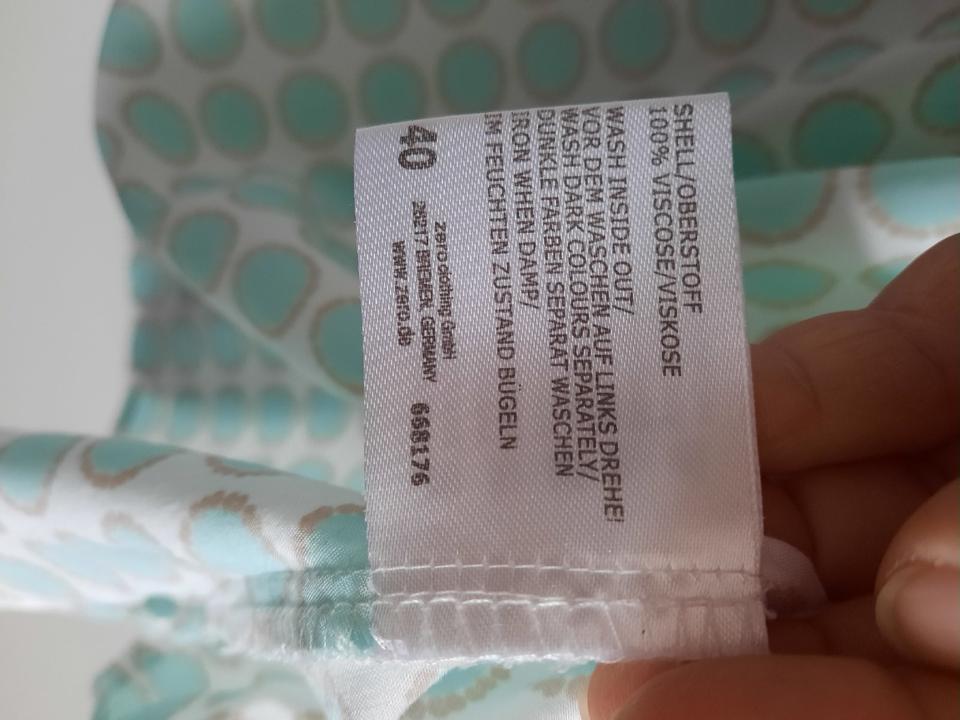 SHELL/OBERSTOFF
100% VISCOSE/VISKOSE
WASH INSIDE OUT/
VOR DEM WASCHEN AUF LINKS DREHE
WASH DARK COLOURS SEPARATELY/
DUNKLE FARBEN SEPARAT WASCHEN
IRON WHEN DAMP/
IM FEUCHTEN ZUSTAND BÜGELN
zero clothing GmbH
40 28217 BREMEN, GERMANY 668176
www.zero.de